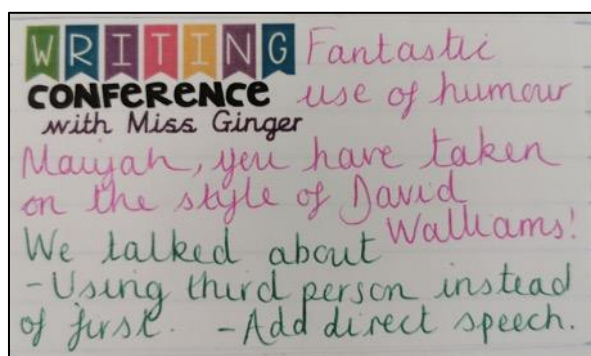 WRITING
CONFERENCE
with Miss Ginger
Fantastic
use of humour
Mayah, you have taken
on the style of David
Walliams!
We talked about
- Using third person instead
of first. - Add direct speech.